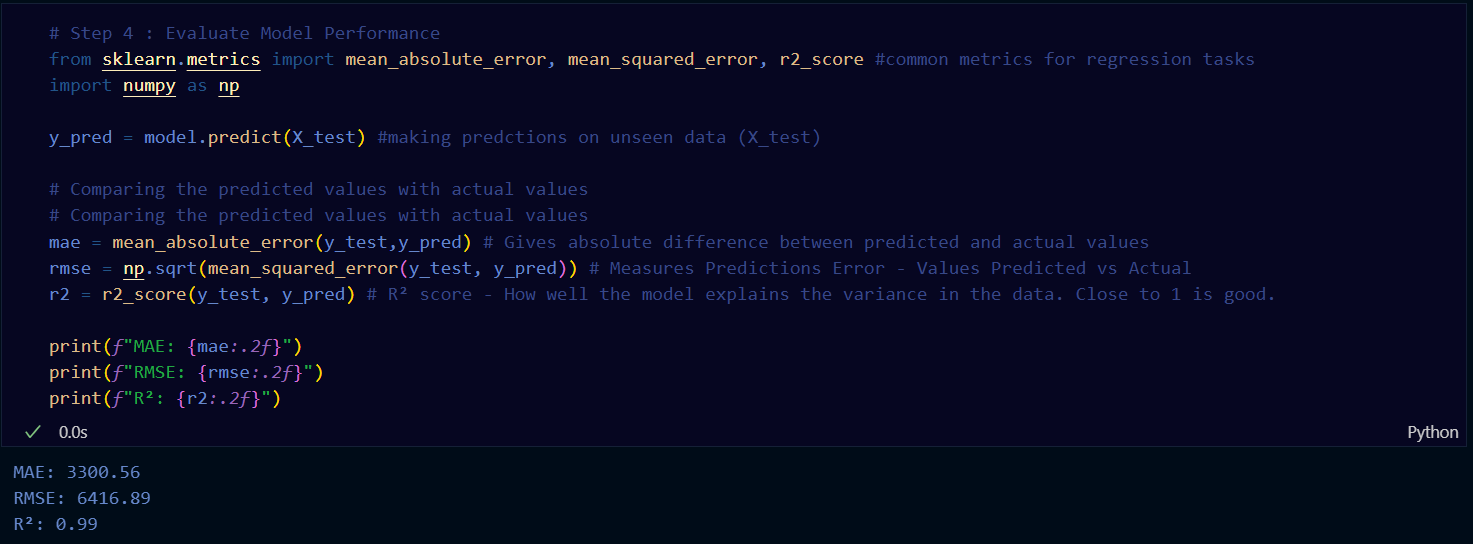 # Step 4 : Evaluate Model Performance
from sklearn.metrics import mean_absolute_error, mean_squared_error, r2_score #common metrics for regression tasks
import numpy as np
y_pred = model.predict(X_test) #making predctions on unseen data (X_test)
# Comparing the predicted values with actual values
# Comparing the predicted values with actual values
mae = mean_absolute_error(y_test,y_pred) # Gives absolute difference between predicted and actual values
rmse = np.sqrt(mean_squared_error(y_test, y_pred)) # Measures Predictions Error - Values Predicted vs Actual
r2 = r2_score(y_test, y_pred) # R² score - How well the model explains the variance in the data. Close to 1 is good.
print(f"MAE: {mae:.2f}")
print(f"RMSE: {rmse:.2f}")
print(f"R²: {r2:.2f}")
0.0s Python
MAE: 3300.56
RMSE: 6416.89
R²: 0.99